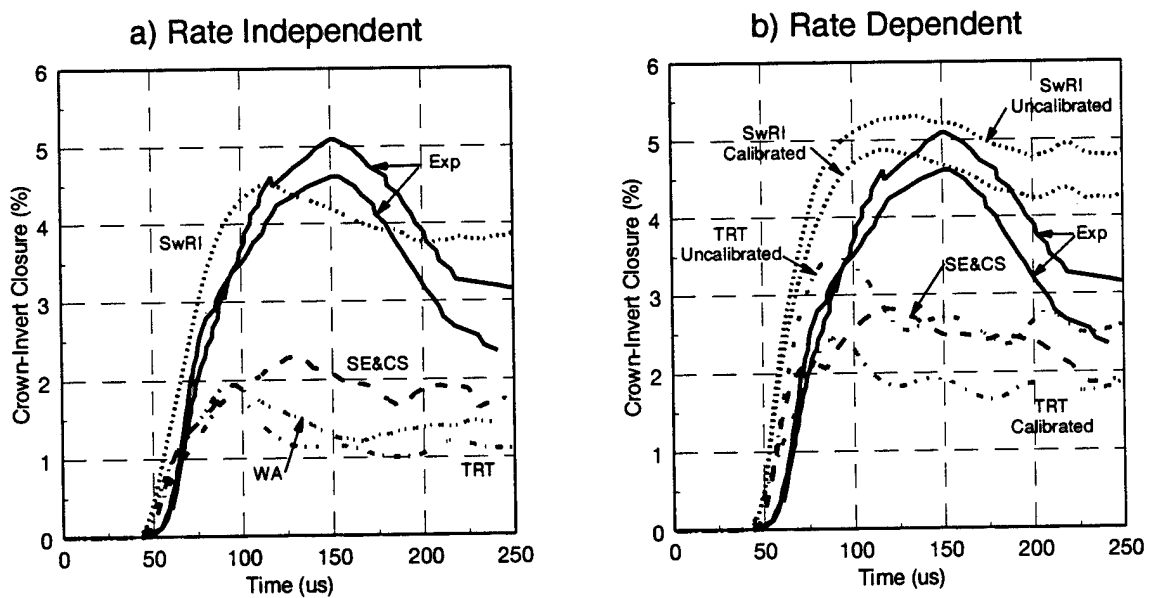 a) Rate Independent
Crown-Invert Closure (%)
6
5
4
3
2
1
0
Exp
SwRI
SE&CS
WA
TRT
0
50
100
150
200
250
Time (us)
b) Rate Dependent
Crown-Invert Closure (%)
6
5
4
3
2
1
0
SwRI
Uncalibrated
SwRI
Calibrated
TRT
Uncalibrated
Exp
SE&CS
TRT
Calibrated
0
50
100
150
200
250
Time (us)